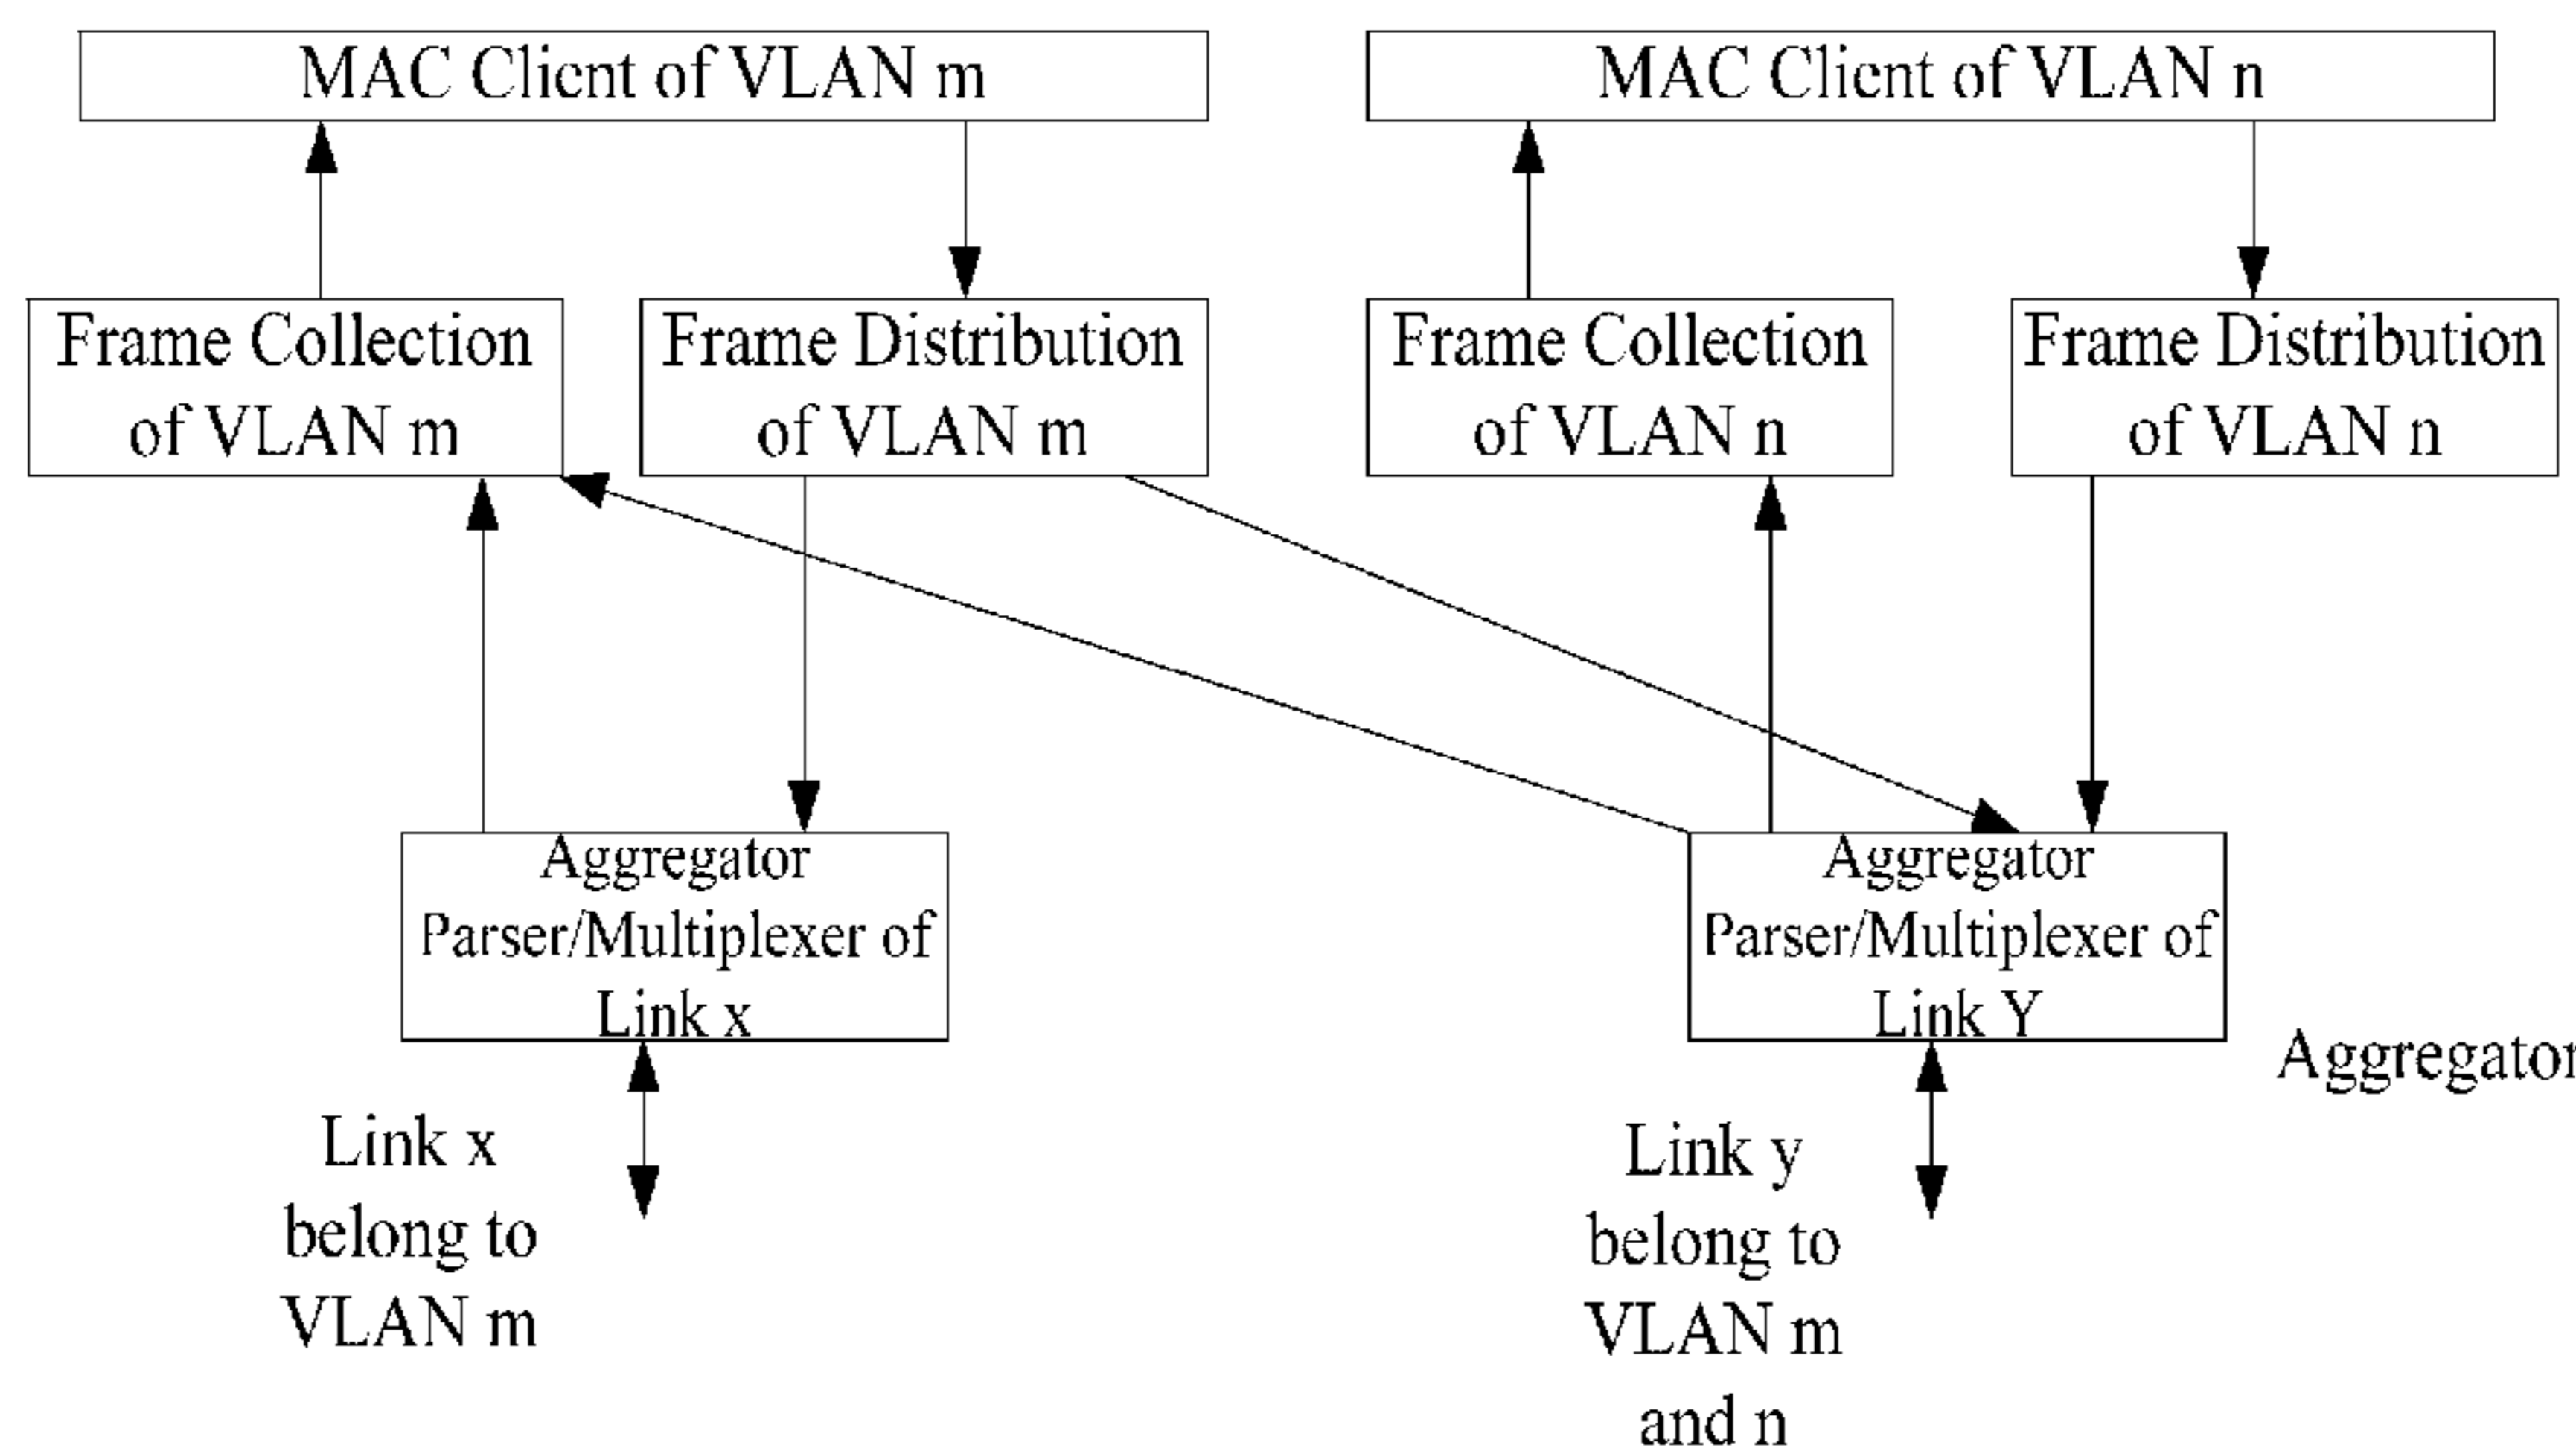 MAC Client of VLAN m
MAC Client of VLAN n
Frame Collection
of VLAN m
Frame Distribution
of VLAN m
Frame Collection
of VLAN n
Frame Distribution
of VLAN n
Aggregator
Parser/Multiplexer of
Link x
Aggregator
Parser/Multiplexer of
Link Y
Aggregator
Link x
belong to
VLAN m
Link y
belong to
VLAN m
and n